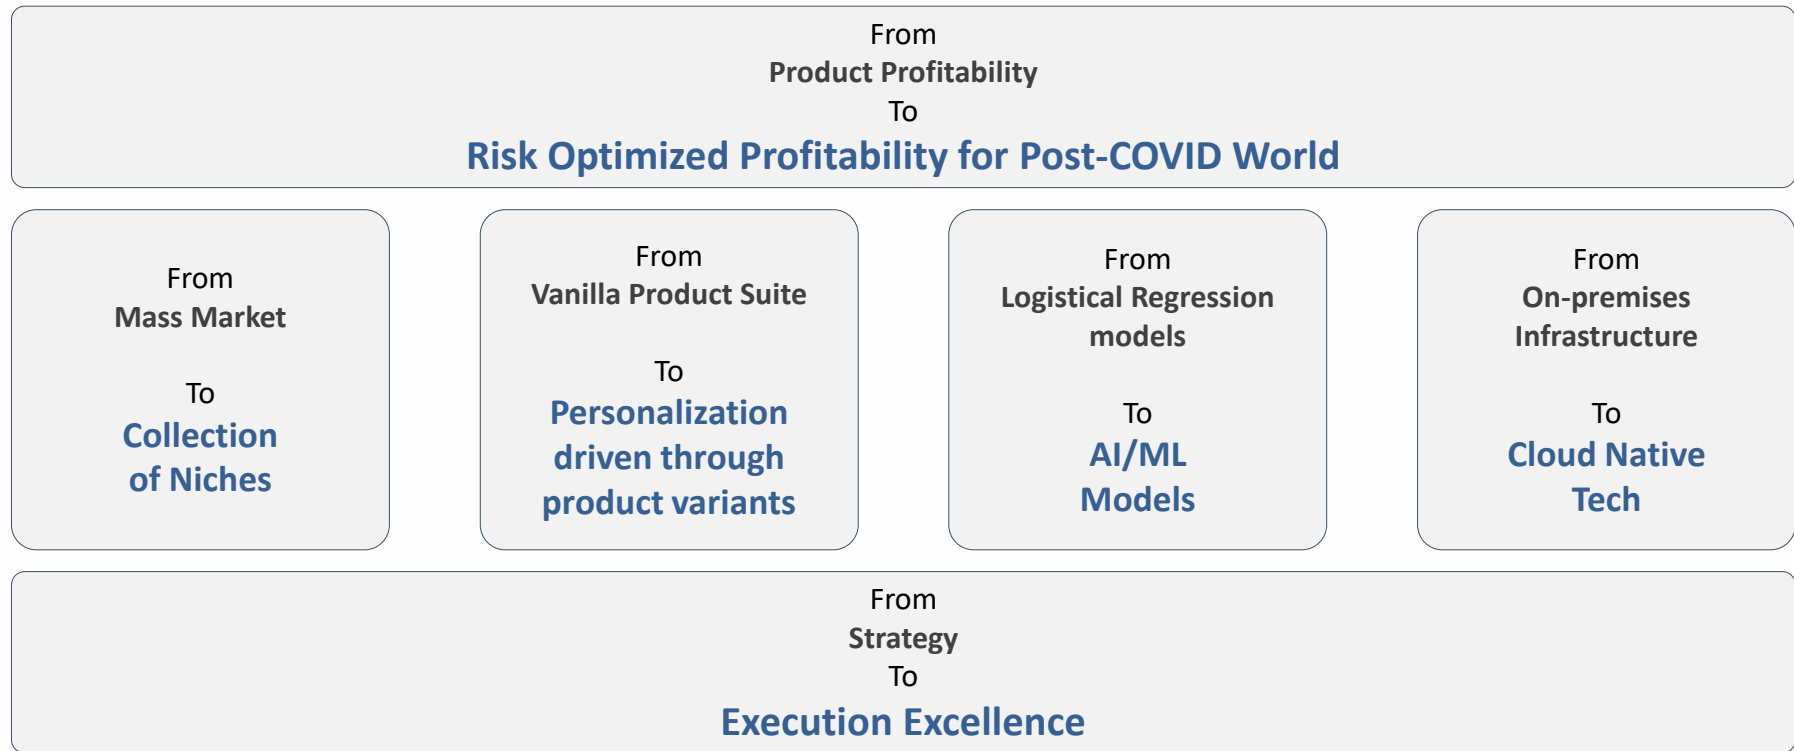 From
Product Profitability
To
Risk Optimized Profitability for Post-COVID World
From
Mass Market
To
Collection
of Niches
From
Vanilla Product Suite
To
Personalization
driven through
product variants
From
Logistical Regression
models
To
AI/ML
Models
From
On-premises
Infrastructure
To
Cloud Native
Tech
From
Strategy
To
Execution Excellence